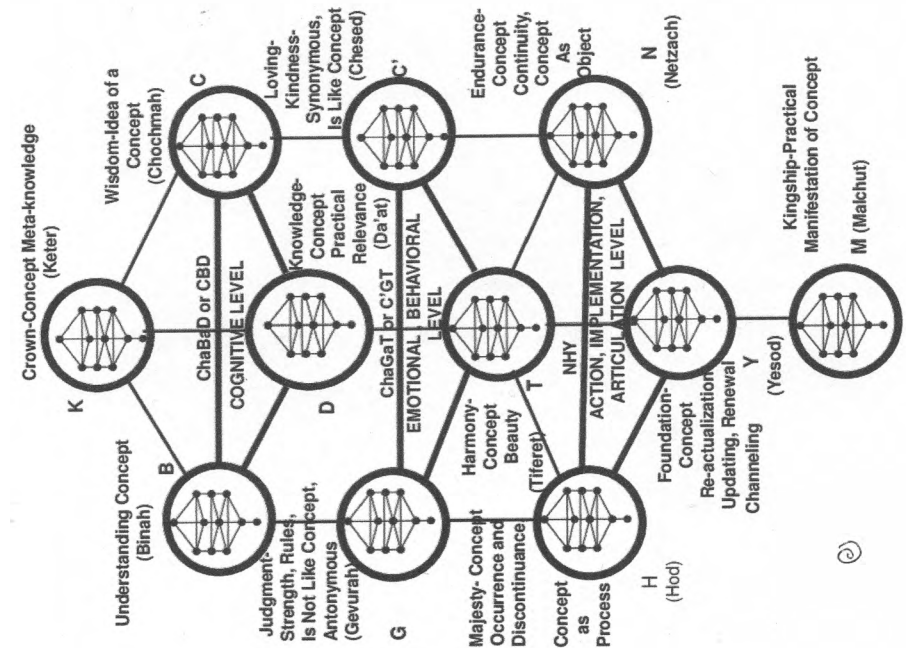 Crown-Concept Meta-knowledge
(Keter)
K
Wisdom-Idea of a
Concept
(Chochmah)
C
Understanding Concept
(Binah)
B
ChaBaD or CBD
COGNITIVE LEVEL
Judgment-
Strength, Rules,
Is Not Like Concept,
Antonymous
(Gevurah)
G
Knowledge-
Concept
Practical
Relevance
(Da'at)
D
Loving-
Kindness-
Synonymous,
Is Like Concept
(Chesed)
C'
ChaGaT or C'GT
EMOTIONAL BEHAVIORAL
LEVEL
Majesty- Concept
Occurrence and
Discontinuance
Concept
as
Process
H
(Hod)
Harmony-
Concept
Beauty
T
(Tiferet)
Endurance-
Concept
Continuity,
Concept
As
Object
N
(Netzach)
NHY
ACTION, IMPLEMENTATION,
ARTICULATION LEVEL
Foundation-
Concept
Re-actualization
Updating, Renewal
Channeling
Y
(Yesod)
Kingship-Practical
Manifestation of Concept
M (Malchut)